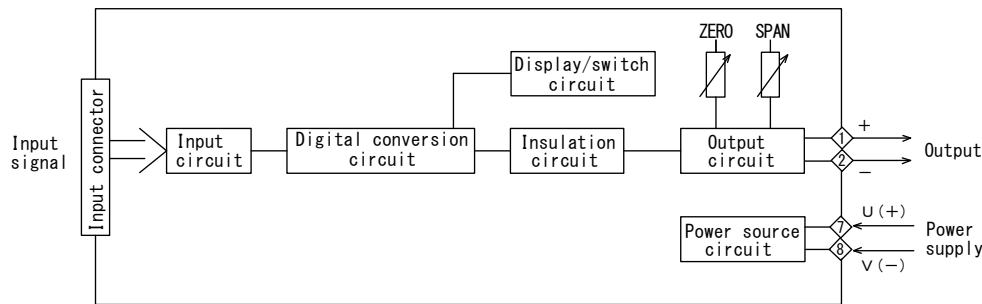 ZERO SPAN
Display/switch
circuit
Input
signal
Input connector
Input
circuit
Digital conversion
circuit
Insulation
circuit
Output
circuit
1
+
2
−
Output
Power source
circuit
7
U(+)
8
V(−)
Power
supply